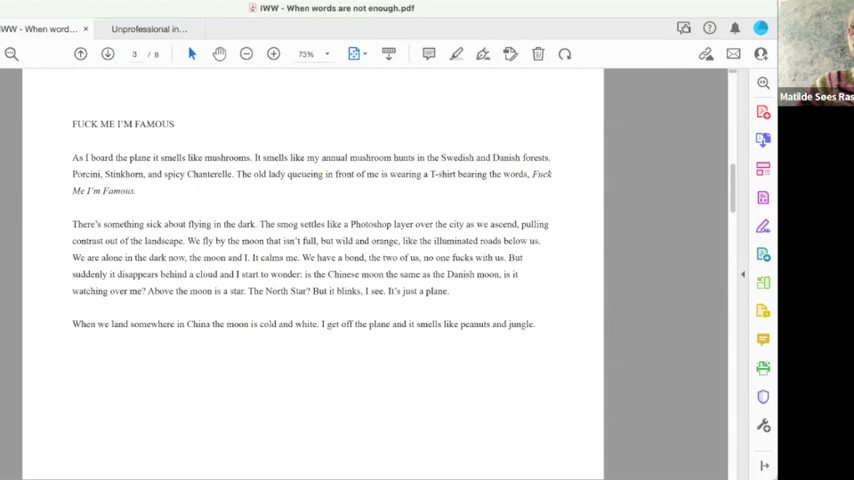 IWW - When words are not enough.pdf
IWW - When word... ×
Unprofessional in...
3 / 8
73%
Matilde Søes Ras
FUCK ME I'M FAMOUS
As I board the plane it smells like mushrooms. It smells like my annual mushroom hunts in the Swedish and Danish forests.
Porcini, Stinkhorn, and spicy Chanterelle. The old lady queueing in front of me is wearing a T-shirt bearing the words, Fuck
Me I'm Famous.
There's something sick about flying in the dark. The smog settles like a Photoshop layer over the city as we ascend, pulling
contrast out of the landscape. We fly by the moon that isn't full, but wild and orange, like the illuminated roads below us.
We are alone in the dark now, the moon and I. It calms me. We have a bond, the two of us, no one fucks with us. But
suddenly it disappears behind a cloud and I start to wonder: is the Chinese moon the same as the Danish moon, is it
watching over me? Above the moon is a star. The North Star? But it blinks, I see. It's just a plane.
When we land somewhere in China the moon is cold and white. I get off the plane and it smells like peanuts and jungle.